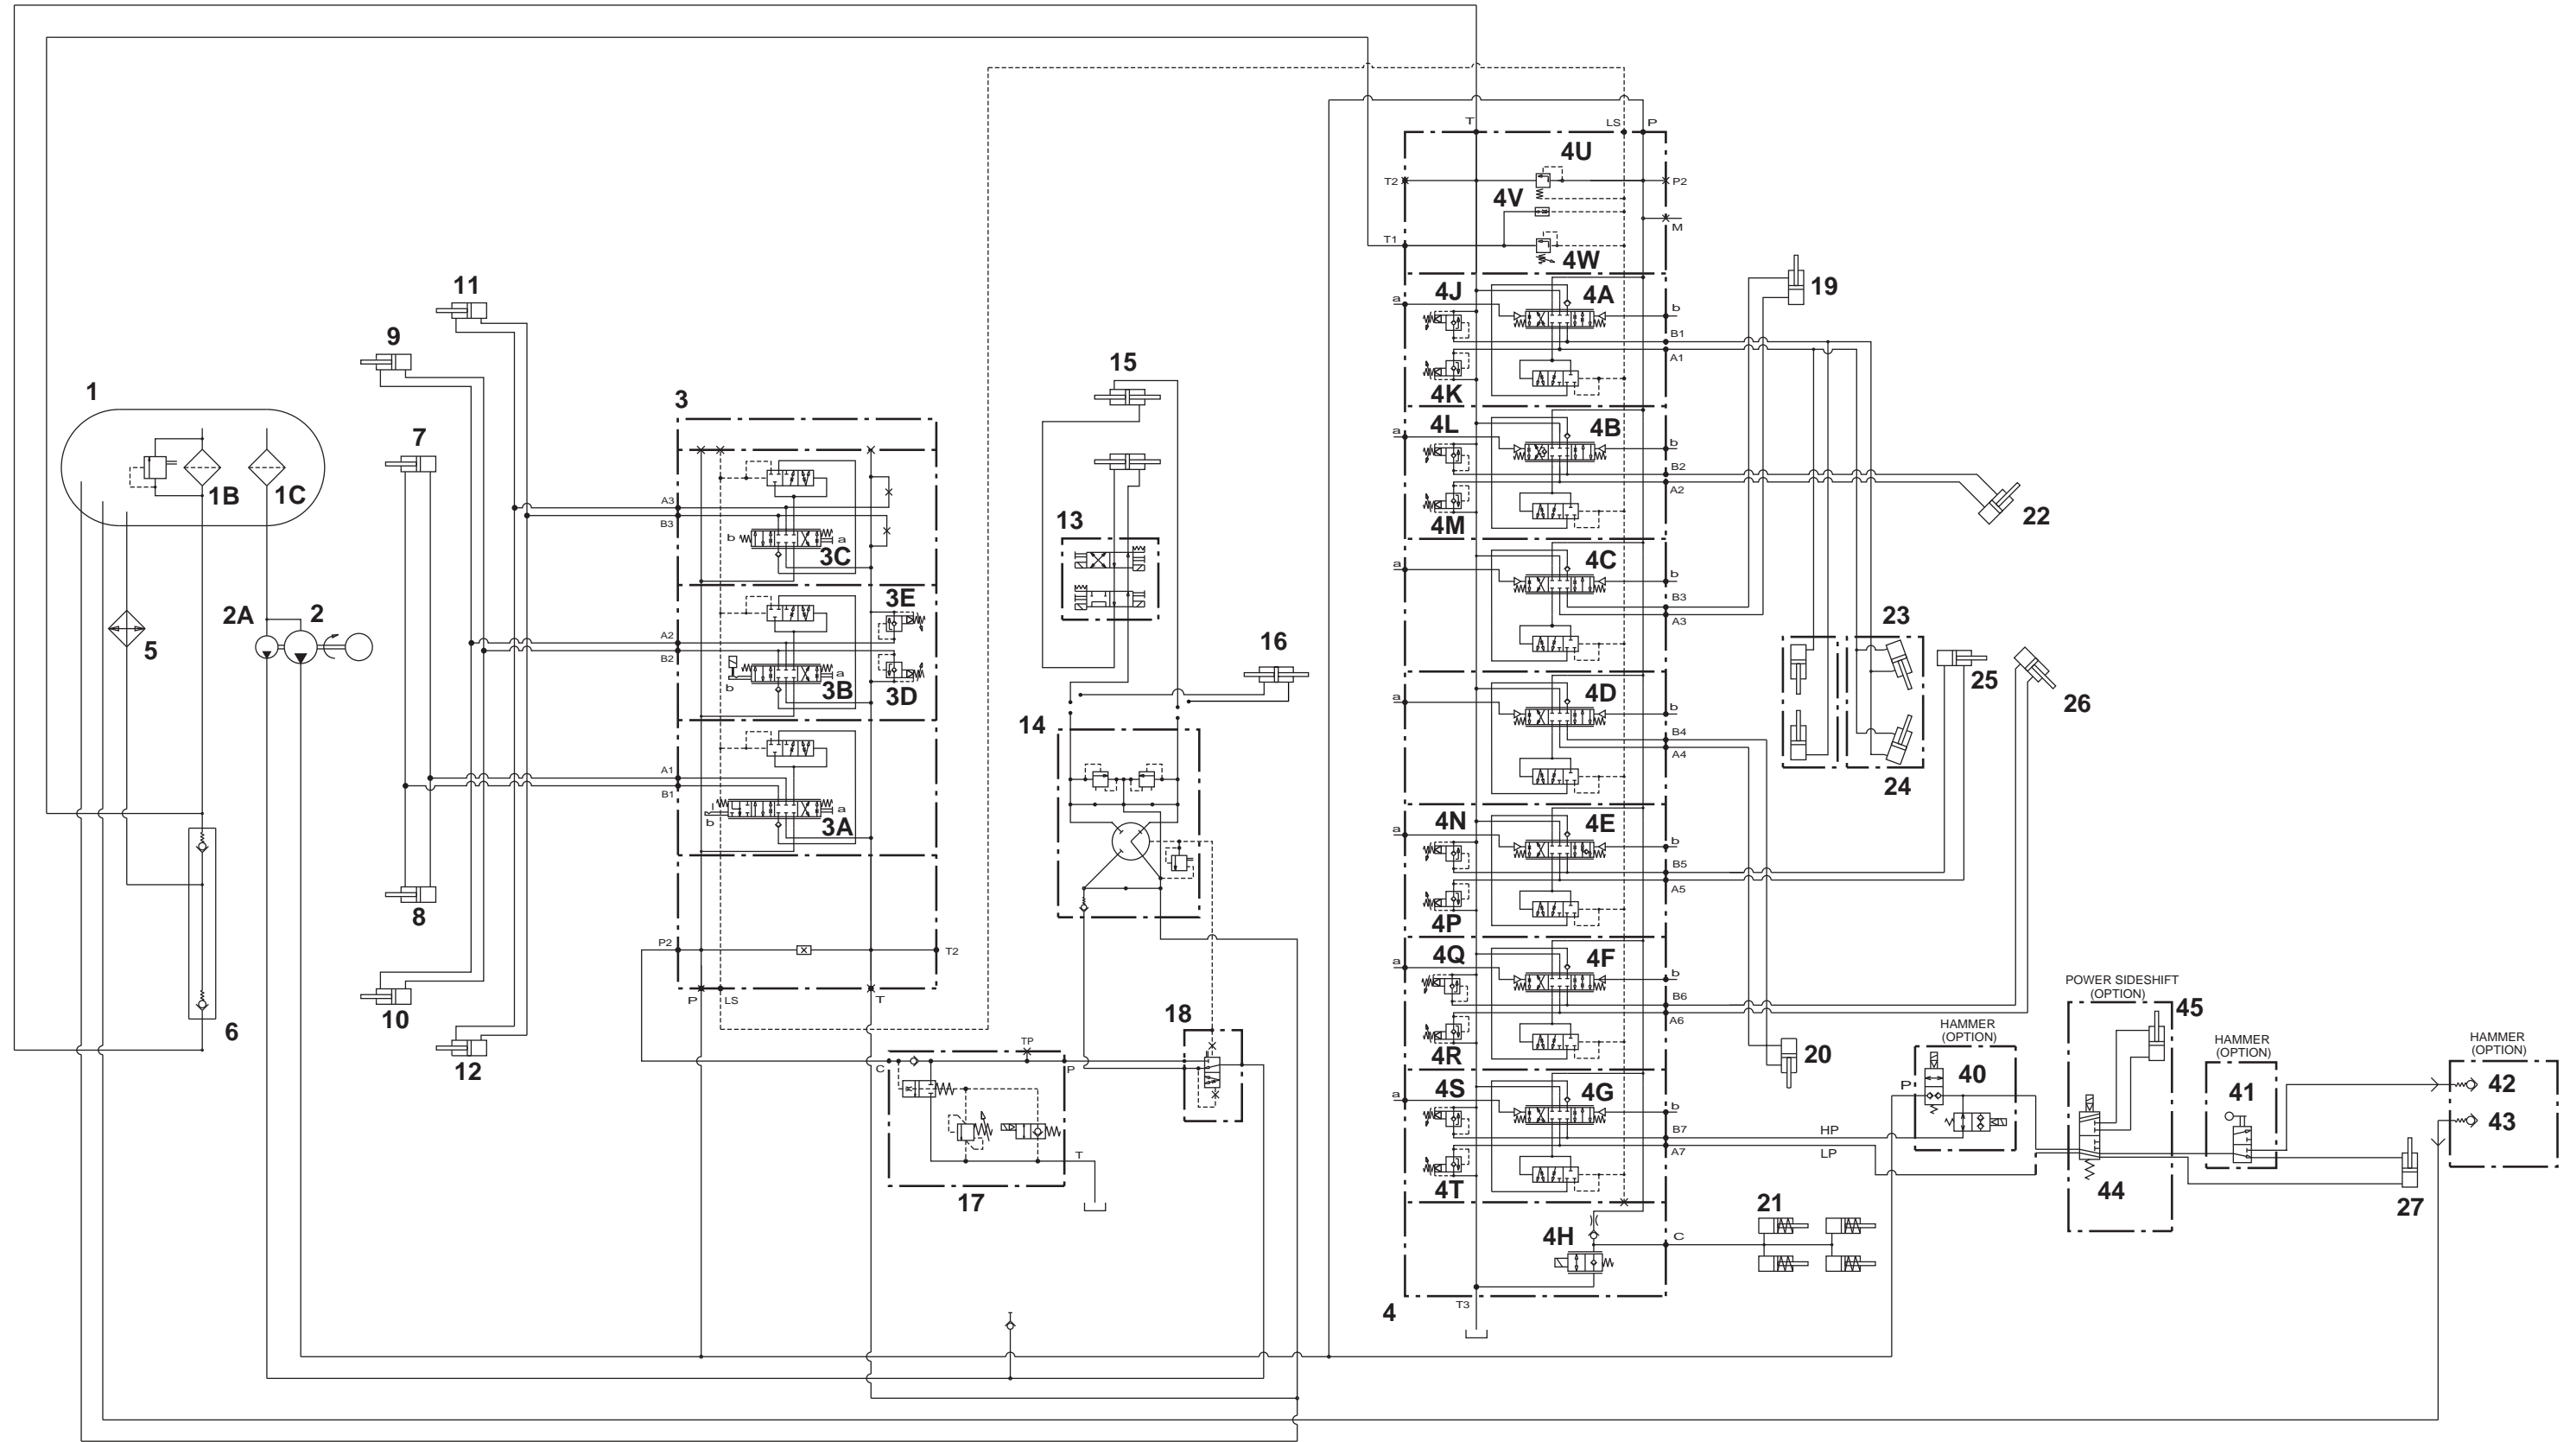 T
LS
P
4U
T2
P2
4V
M
T1
4W
11
19
4J
4A
a
b
B1
9
A1
15
1
4K
3
4L
4B
a
b
7
B2
A2
1B
1C
A3
4M
22
B3
13
b
a
3C
4C
a
b
3E
B3
2A
2
A3
23
A2
16
5
B2
25
a
b
3B
3D
4D
26
a
b
14
B4
A4
A1
24
B1
a
b
3A
4N
4E
a
b
B5
A5
8
4P
P2
T2
4Q
4F
a
b
POWER SIDESHIFT
(OPTION)
P
LS
T
B6
45
10
18
A6
HAMMER
(OPTION)
HAMMER
(OPTION)
HAMMER
(OPTION)
6
TP
4R
20
12
C
P
40
42
P
4S
4G
41
a
b
43
B7
HP
A7
LP
T
4T
44
17
21
27
4H
C
T3
4